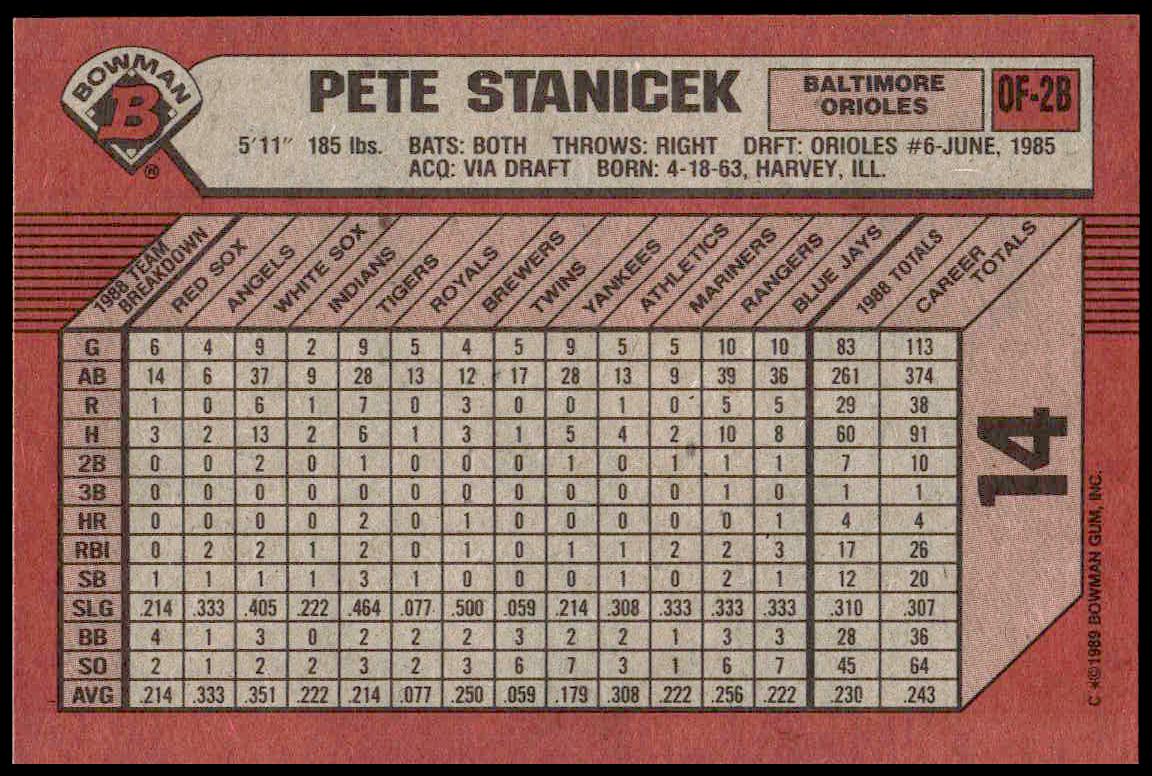 BOWMAN
B
®
PETE STANICEK
BALTIMORE
ORIOLES
OF-2B
5'11" 185 lbs. BATS: BOTH THROWS: RIGHT DRFT: ORIOLES #6-JUNE, 1985
ACQ: VIA DRAFT BORN: 4-18-63, HARVEY, ILL.
1988 TEAM BREAKDOWN RED SOX ANGELS WHITE SOX INDIANS TIGERS ROYALS BREWERS TWINS YANKEES ATHLETICS MARINERS RANGERS BLUE JAYS 1988 TOTALS CAREER TOTALS
G 6 4 9 2 9 5 4 5 9 5 5 10 10 83 113
AB 14 6 37 9 28 13 12 17 28 13 9 39 36 261 374
R 1 0 6 1 7 0 3 0 0 1 0 5 5 29 38
H 3 2 13 2 6 1 3 1 5 4 2 10 8 60 91
2B 0 0 2 0 1 0 0 0 1 0 1 1 1 7 10
3B 0 0 0 0 0 0 0 0 0 0 0 1 0 1 1
HR 0 0 0 0 2 0 1 0 0 0 0 0 1 4 4
RBI 0 2 2 1 2 0 1 0 1 1 2 2 3 17 26
SB 1 1 1 1 3 1 0 0 0 1 0 2 1 12 20
SLG .214 .333 .405 .222 .464 .077 .500 .059 .214 .308 .333 .333 .333 .310 .307
BB 4 1 3 0 2 2 2 3 2 2 1 3 3 28 36
SO 2 1 2 2 3 2 3 6 7 3 1 6 7 45 64
AVG .214 .333 .351 .222 .214 .077 .250 .059 .179 .308 .222 .256 .222 .230 .243
14
C *©1989 BOWMAN GUM, INC.